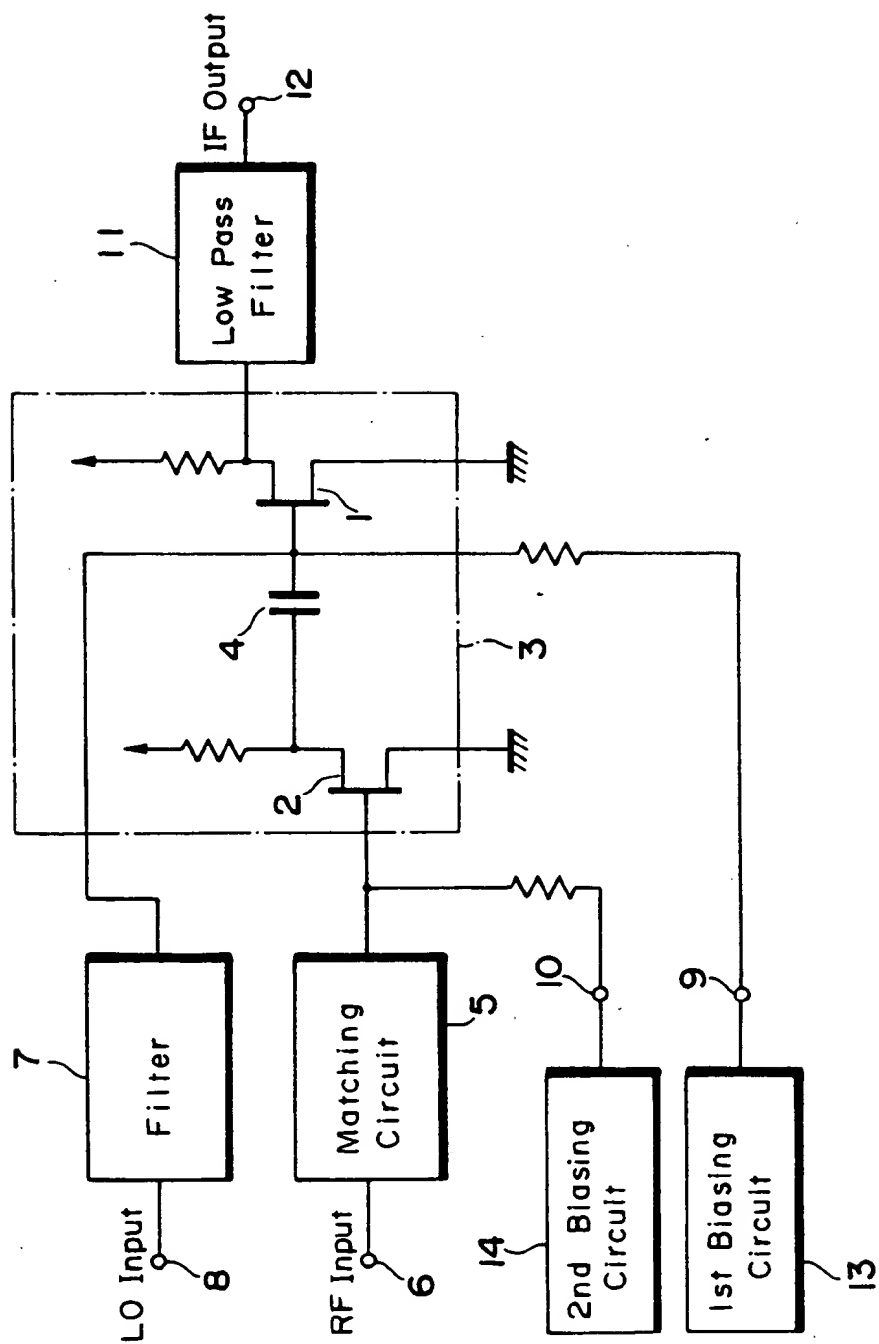 LO Input
8
7
Filter
RF Input
6
Matching
Circuit
5
14
2nd Biasing
Circuit
10
1st Biasing
Circuit
13
9
2
4
1
3
11
Low Pass
Filter
IF Output
12